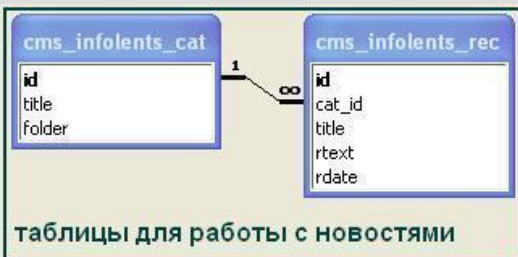 cms_infolents_cat
id
title
folder
1
∞
cms_infolents_rec
id
cat_id
title
rtext
rdate
таблицы для работы с новостями